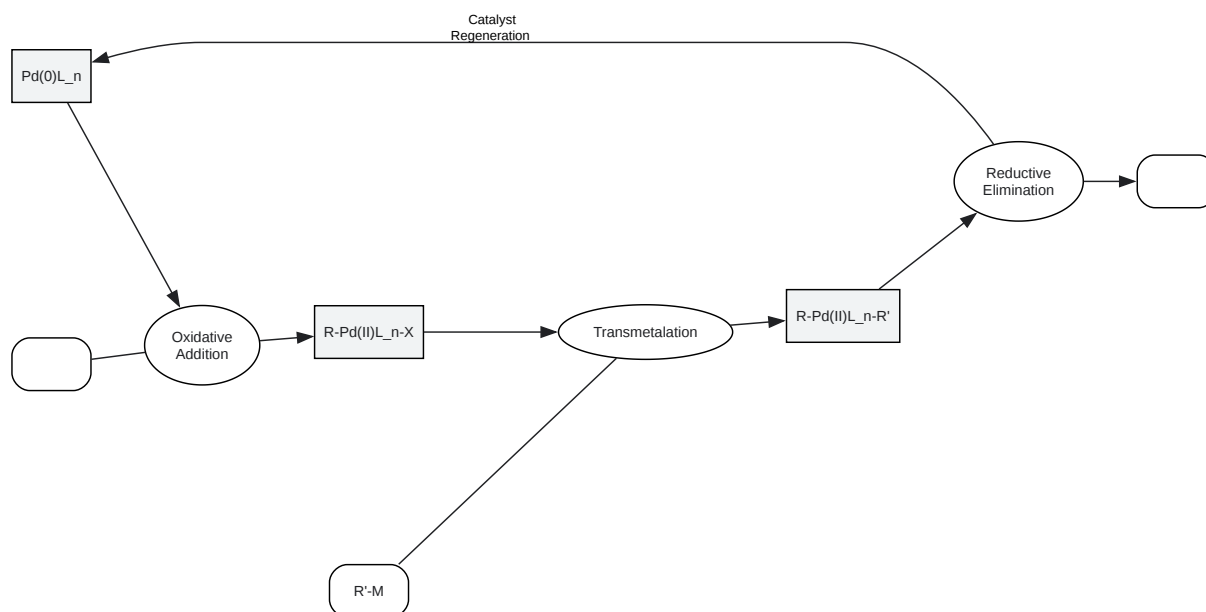 Catalyst
Regeneration
Pd(0)L_n
Reductive
Elimination
R-Pd(II)L_n-R'
Oxidative
Addition
R-Pd(II)L_n-X
Transmetalation
R'-M